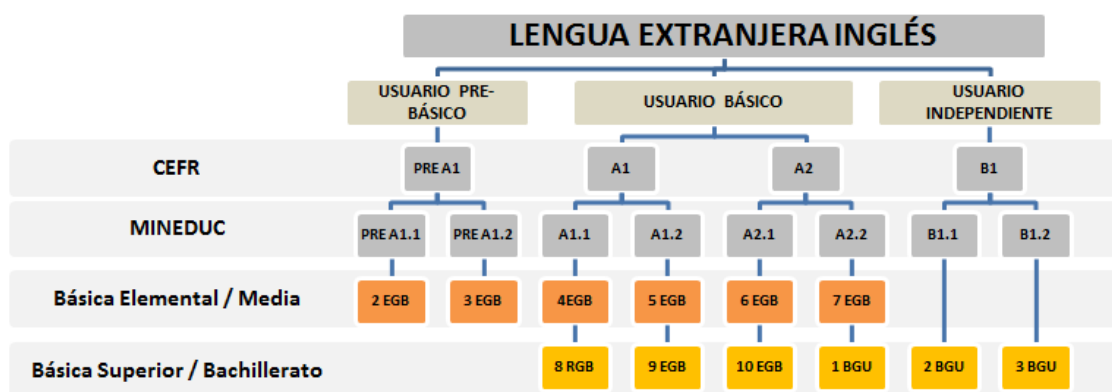 LENGUA EXTRANJERA INGLÉS
USUARIO PRE-
BÁSICO
USUARIO BÁSICO
USUARIO
INDEPENDIENTE
CEFR
PRE A1
A1
A2
B1
MINEDUC
PRE A1.1
PRE A1.2
A1.1
A1.2
A2.1
A2.2
B1.1
B1.2
Básica Elemental / Media
2 EGB
3 EGB
4EGB
5 EGB
6 EGB
7 EGB
Básica Superior / Bachillerato
8 RGB
9 EGB
10 EGB
1 BGU
2 BGU
3 BGU